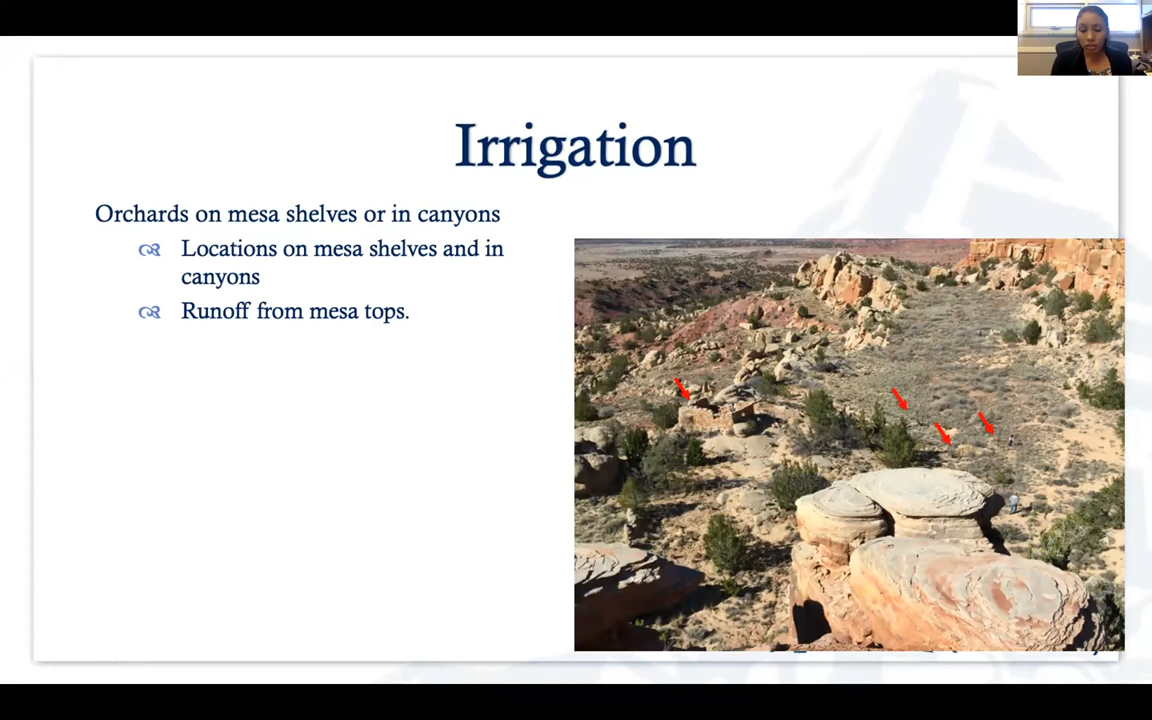 Irrigation
Orchards on mesa shelves or in canyons
Locations on mesa shelves and in
canyons
Runoff from mesa tops.